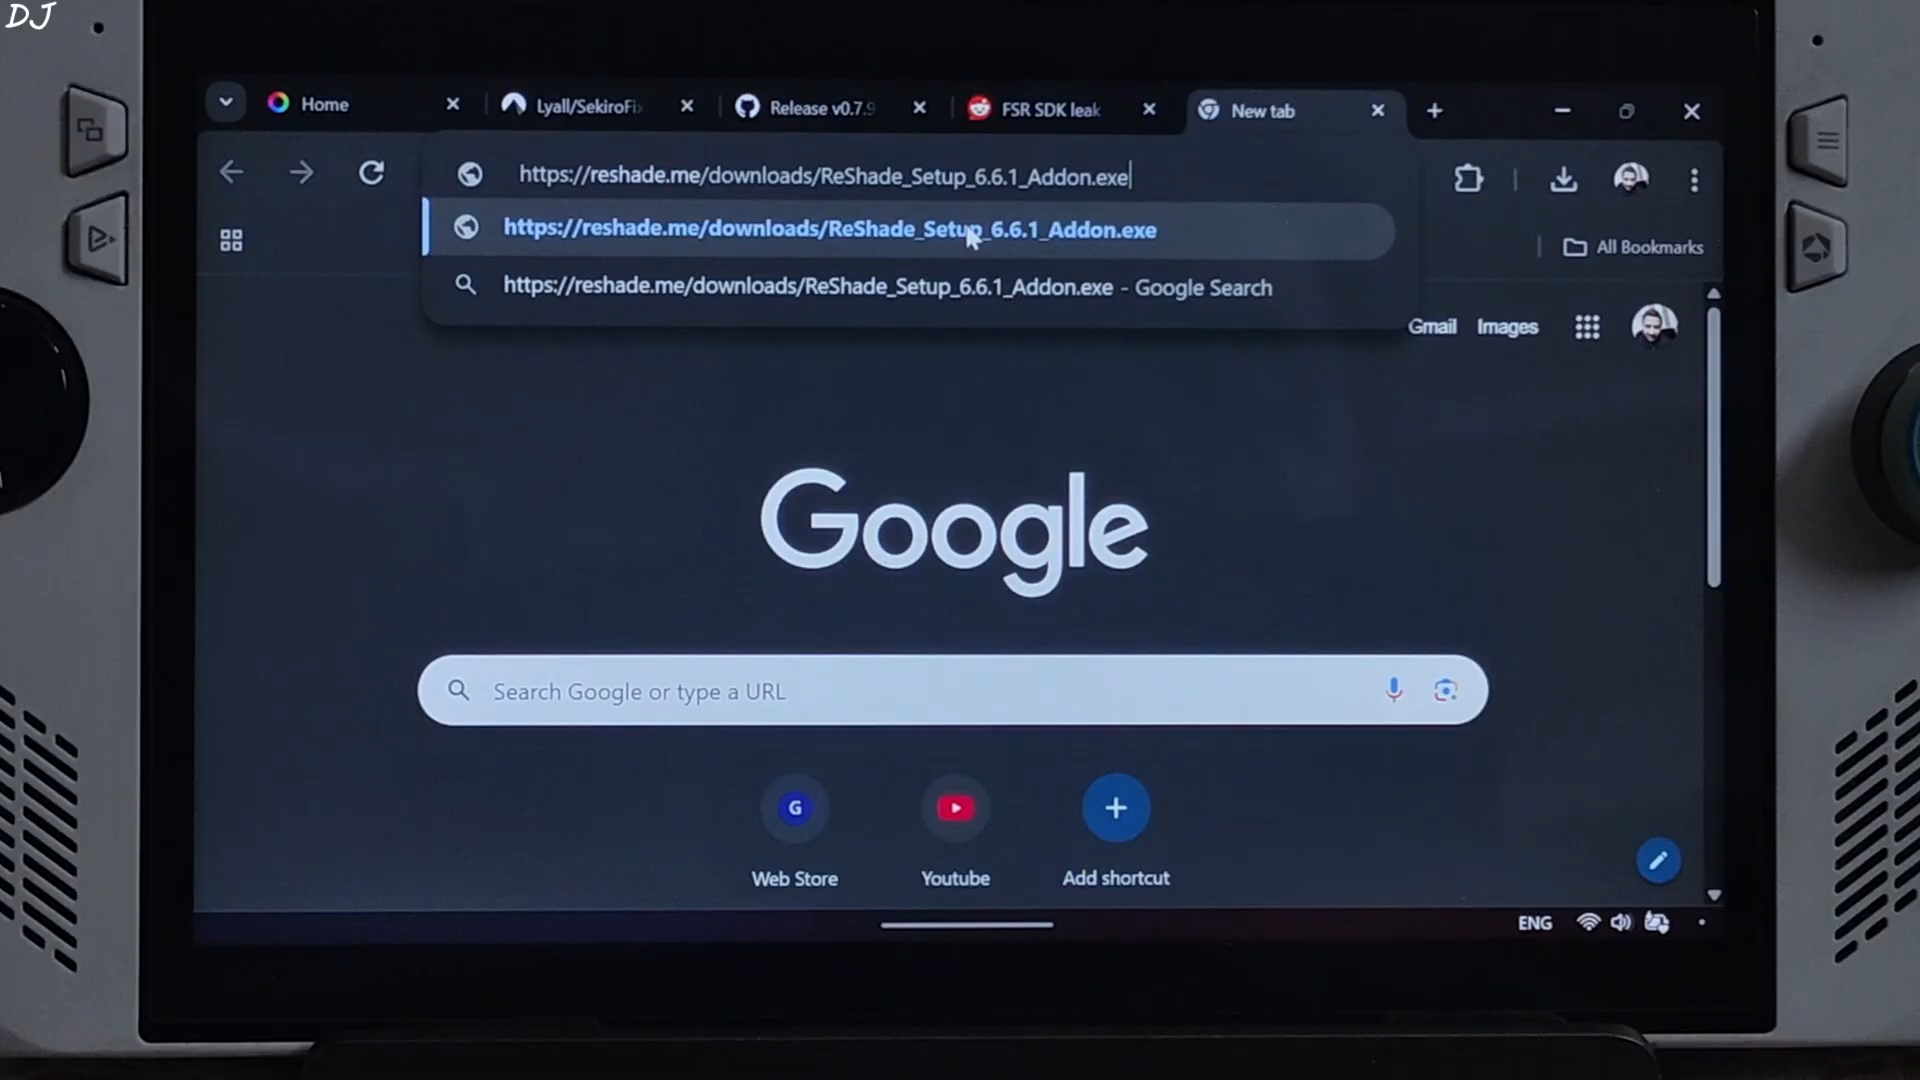 DJ
Home
Lyall/SekiroFix
Release v0.7.9
FSR SDK leak
New tab
https://reshade.me/downloads/ReShade_Setup_6.6.1_Addon.exe
https://reshade.me/downloads/ReShade_Setup_6.6.1_Addon.exe
https://reshade.me/downloads/ReShade_Setup_6.6.1_Addon.exe - Google Search
All Bookmarks
Gmail Images
Google
Search Google or type a URL
G
Web Store
Youtube
Add shortcut
ENG